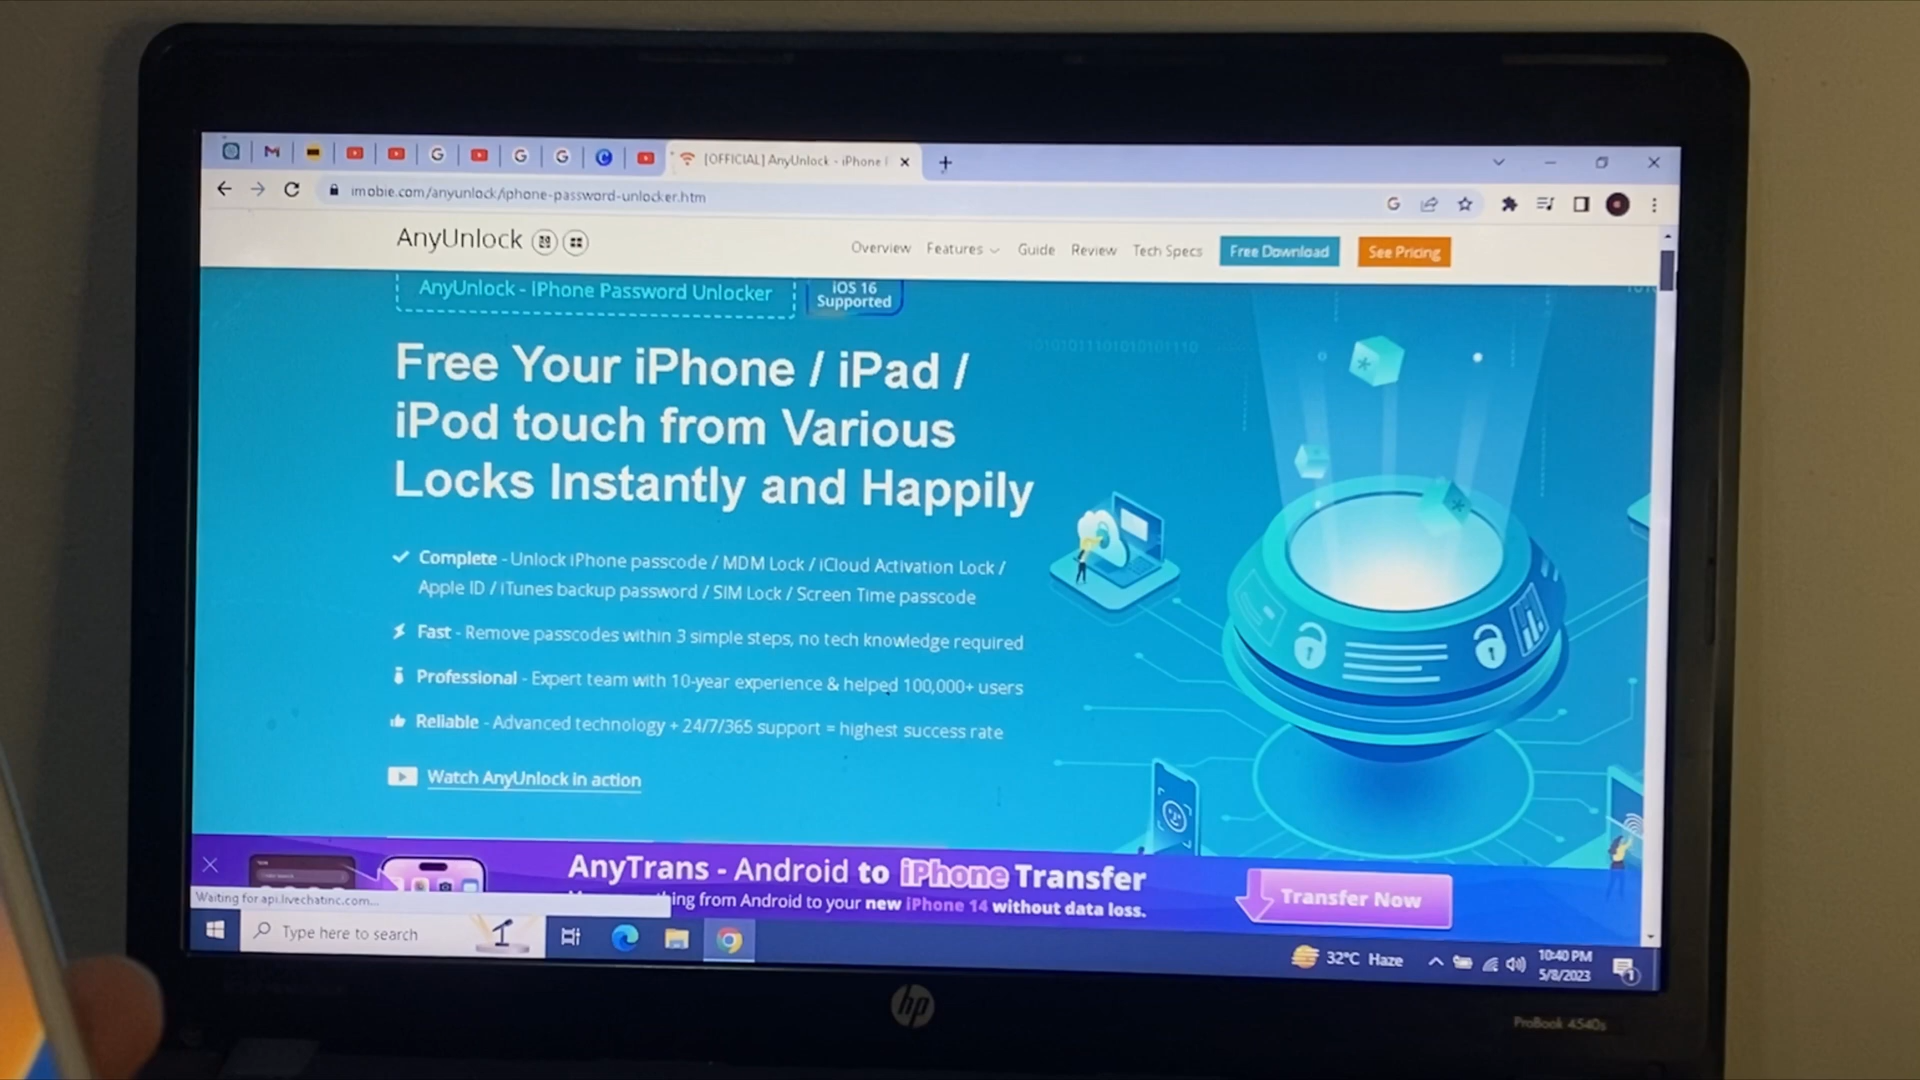 [OFFICIAL] AnyUnlock - iPhone
imobie.com/anyunlock/iphone-password-unlocker.htm
AnyUnlock
Overview Features Guide Review Tech Specs Free Download See Pricing
AnyUnlock - iPhone Password Unlocker
iOS 16
Supported
Free Your iPhone / iPad /
iPod touch from Various
Locks Instantly and Happily
1010101110101010110
Complete - Unlock iPhone passcode / MDM Lock / iCloud Activation Lock /
Apple ID / iTunes backup password / SIM Lock / Screen Time passcode
Fast - Remove passcodes within 3 simple steps, no tech knowledge required
Professional - Expert team with 10-year experience & helped 100,000+ users
Reliable - Advanced technology + 24/7/365 support = highest success rate
Watch AnyUnlock in action
AnyTrans - Android to iPhone Transfer
from Android to your new iPhone 14 without data loss.
Transfer Now
Waiting for api.livechatinc.com...
Type here to search
32°C Haze
10:40 PM
5/8/2023
1
hp
ProBook 4540s